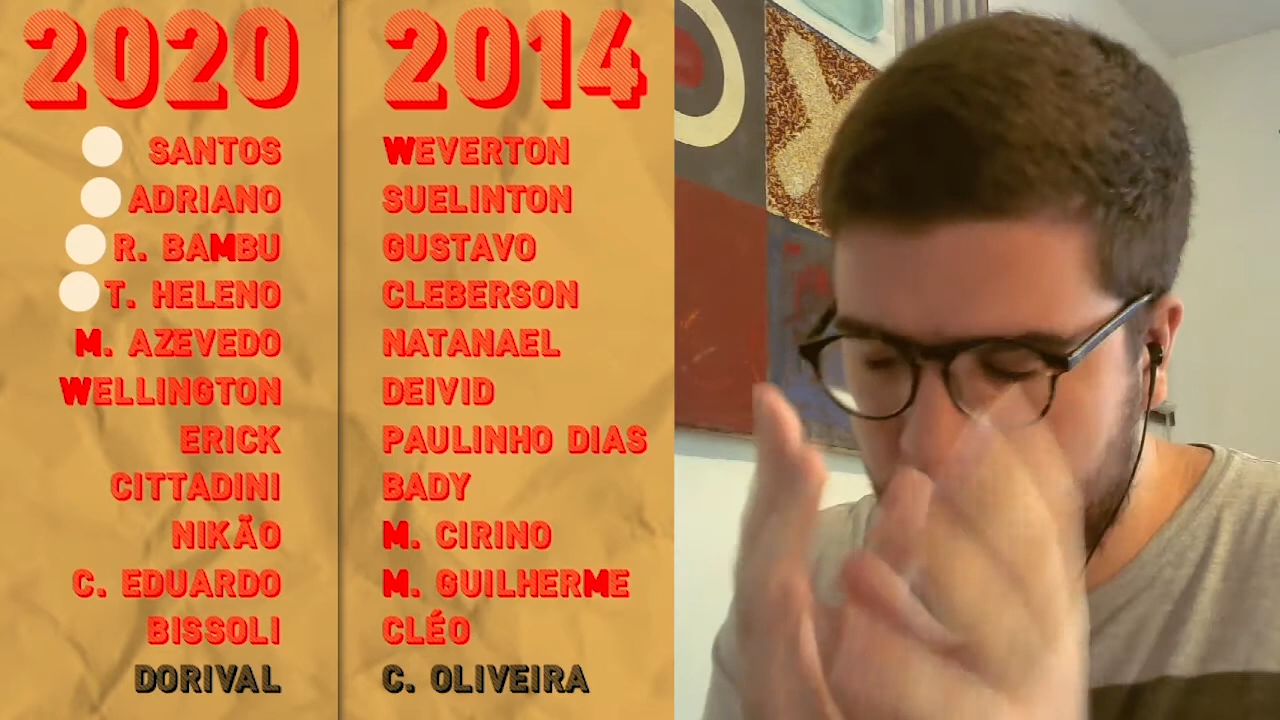 2020
SANTOS
ADRIANO
R. BAMBU
T. HELENO
M. AZEVEDO
WELLINGTON
ERICK
CITTADINI
NIKÃO
C. EDUARDO
BISSOLI
DORIVAL
2014
WEVERTON
SUELINTON
GUSTAVO
CLEBERSON
NATANAEL
DEIVID
PAULINHO DIAS
BADY
M. CIRINO
M. GUILHERME
CLÉO
C. OLIVEIRA